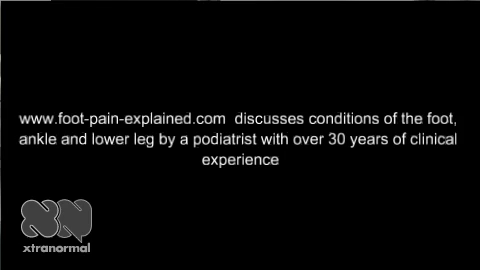 www.foot-pain-explained.com discusses conditions of the foot,
ankle and lower leg by a podiatrist with over 30 years of clinical
experience
XN
xtranormal